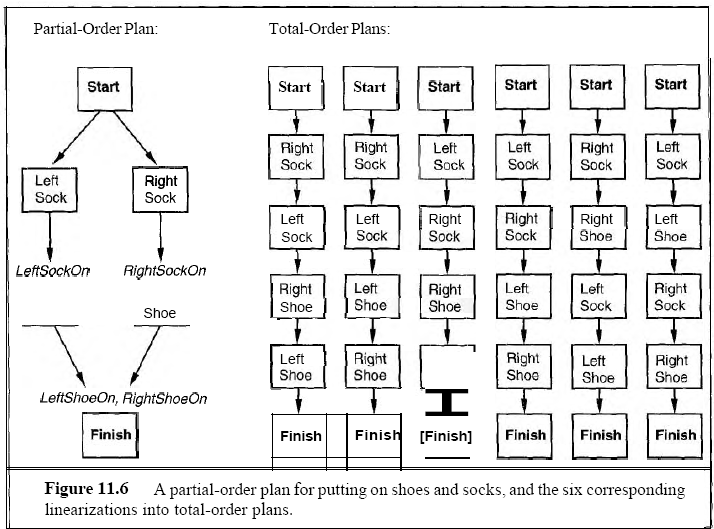 Partial-Order Plan:
Total-Order Plans:
Start
Left
Sock
Right
Sock
LeftSockOn
RightSockOn
Shoe
LeftShoeOn, RightShoeOn
Finish
Start
Right
Sock
Left
Sock
Right
Shoe
Left
Shoe
Finish
Start
Right
Sock
Left
Sock
Left
Shoe
Right
Shoe
Finish
Start
Left
Sock
Right
Sock
Right
Shoe
[Finish]
Start
Left
Sock
Right
Sock
Left
Shoe
Right
Shoe
Finish
Start
Right
Sock
Right
Shoe
Left
Sock
Left
Shoe
Finish
Start
Left
Sock
Left
Shoe
Right
Sock
Right
Shoe
Finish
Figure 11.6 A partial-order plan for putting on shoes and socks, and the six corresponding
linearizations into total-order plans.